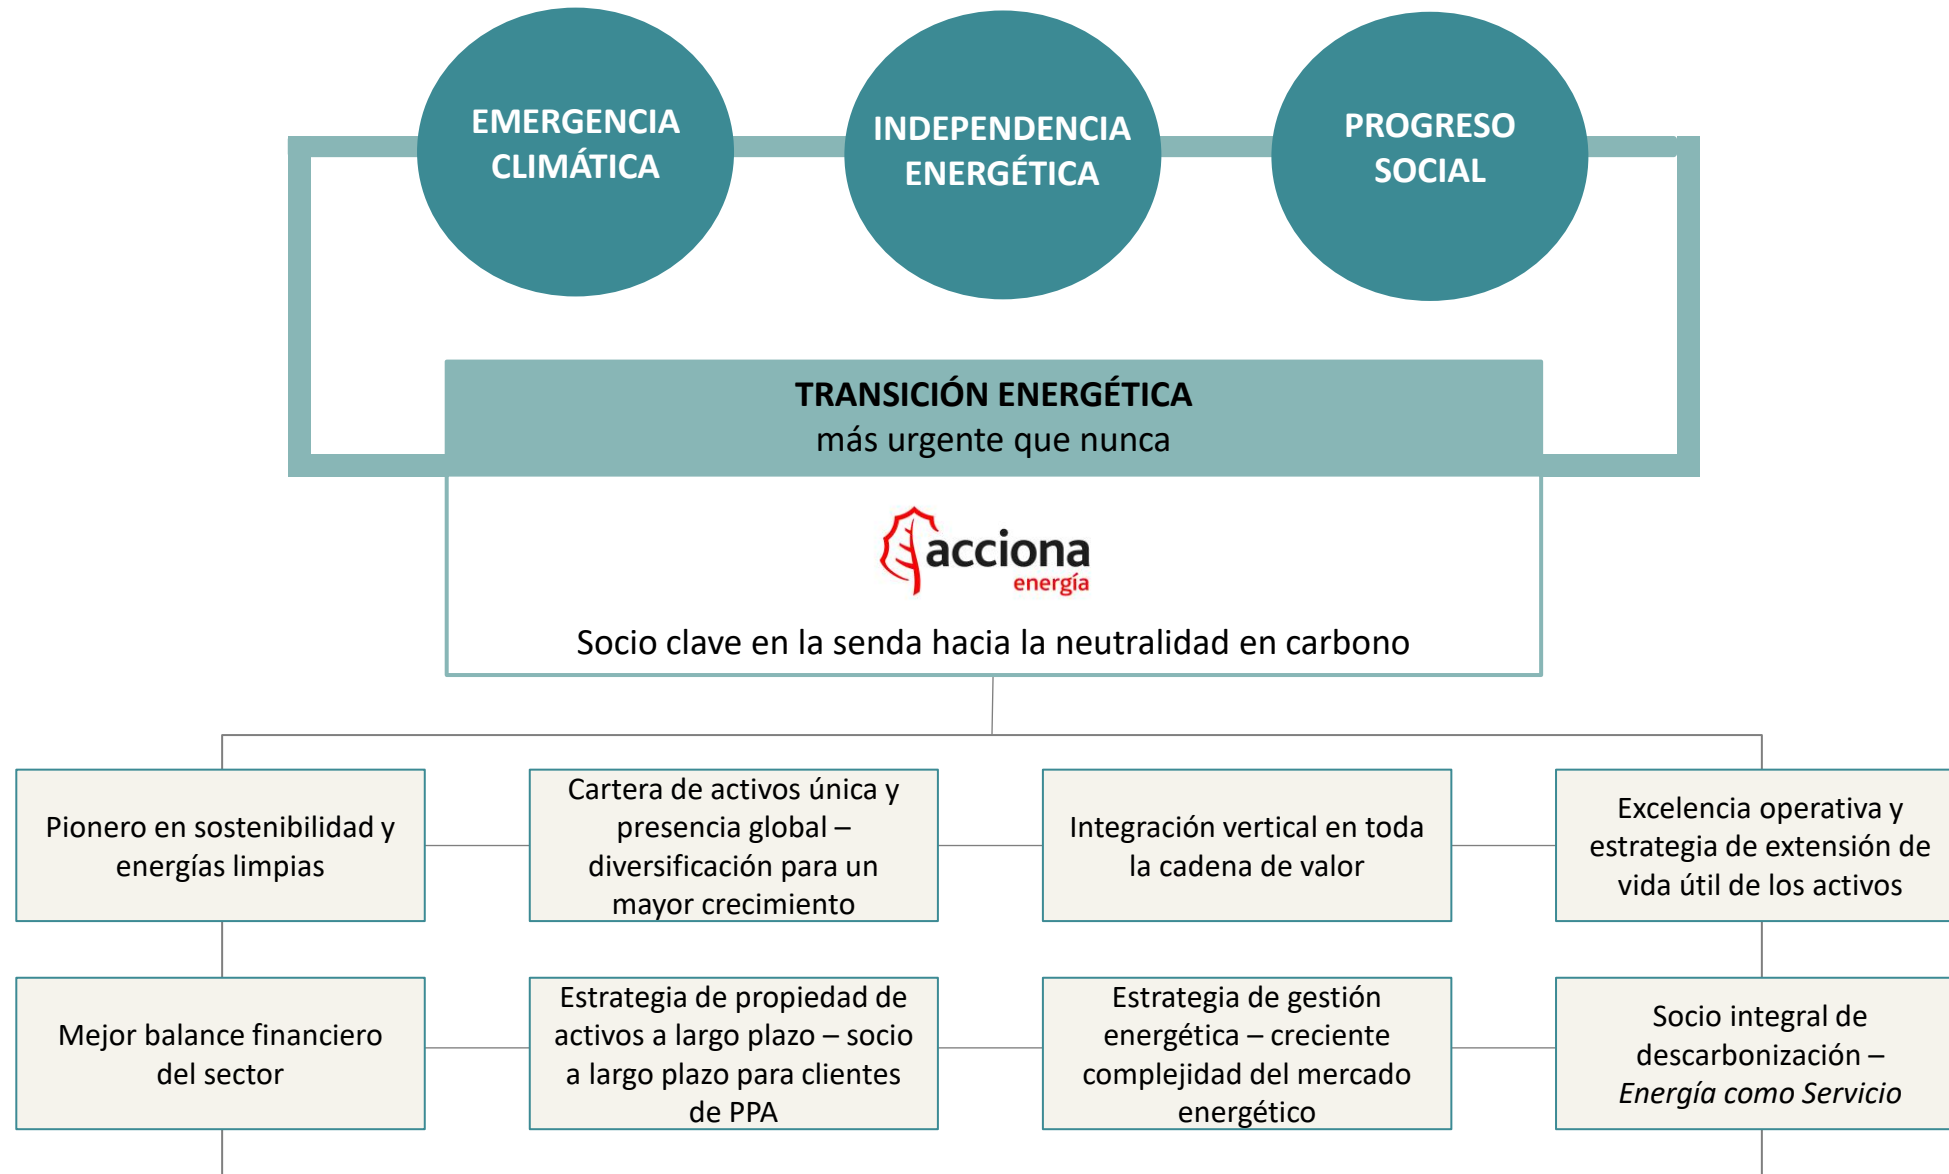 EMERGENCIA
CLIMÁTICA
INDEPENDENCIA
ENERGÉTICA
PROGRESO
SOCIAL
TRANSICIÓN ENERGÉTICA
más urgente que nunca
acciona
energía
Socio clave en la senda hacia la neutralidad en carbono
Pionero en sostenibilidad y
energías limpias
Cartera de activos única y
presencia global –
diversificación para un
mayor crecimiento
Integración vertical en toda
la cadena de valor
Excelencia operativa y
estrategia de extensión de
vida útil de los activos
Mejor balance financiero
del sector
Estrategia de propiedad de
activos a largo plazo – socio
a largo plazo para clientes
de PPA
Estrategia de gestión
energética – creciente
complejidad del mercado
energético
Socio integral de
descarbonización –
Energía como Servicio